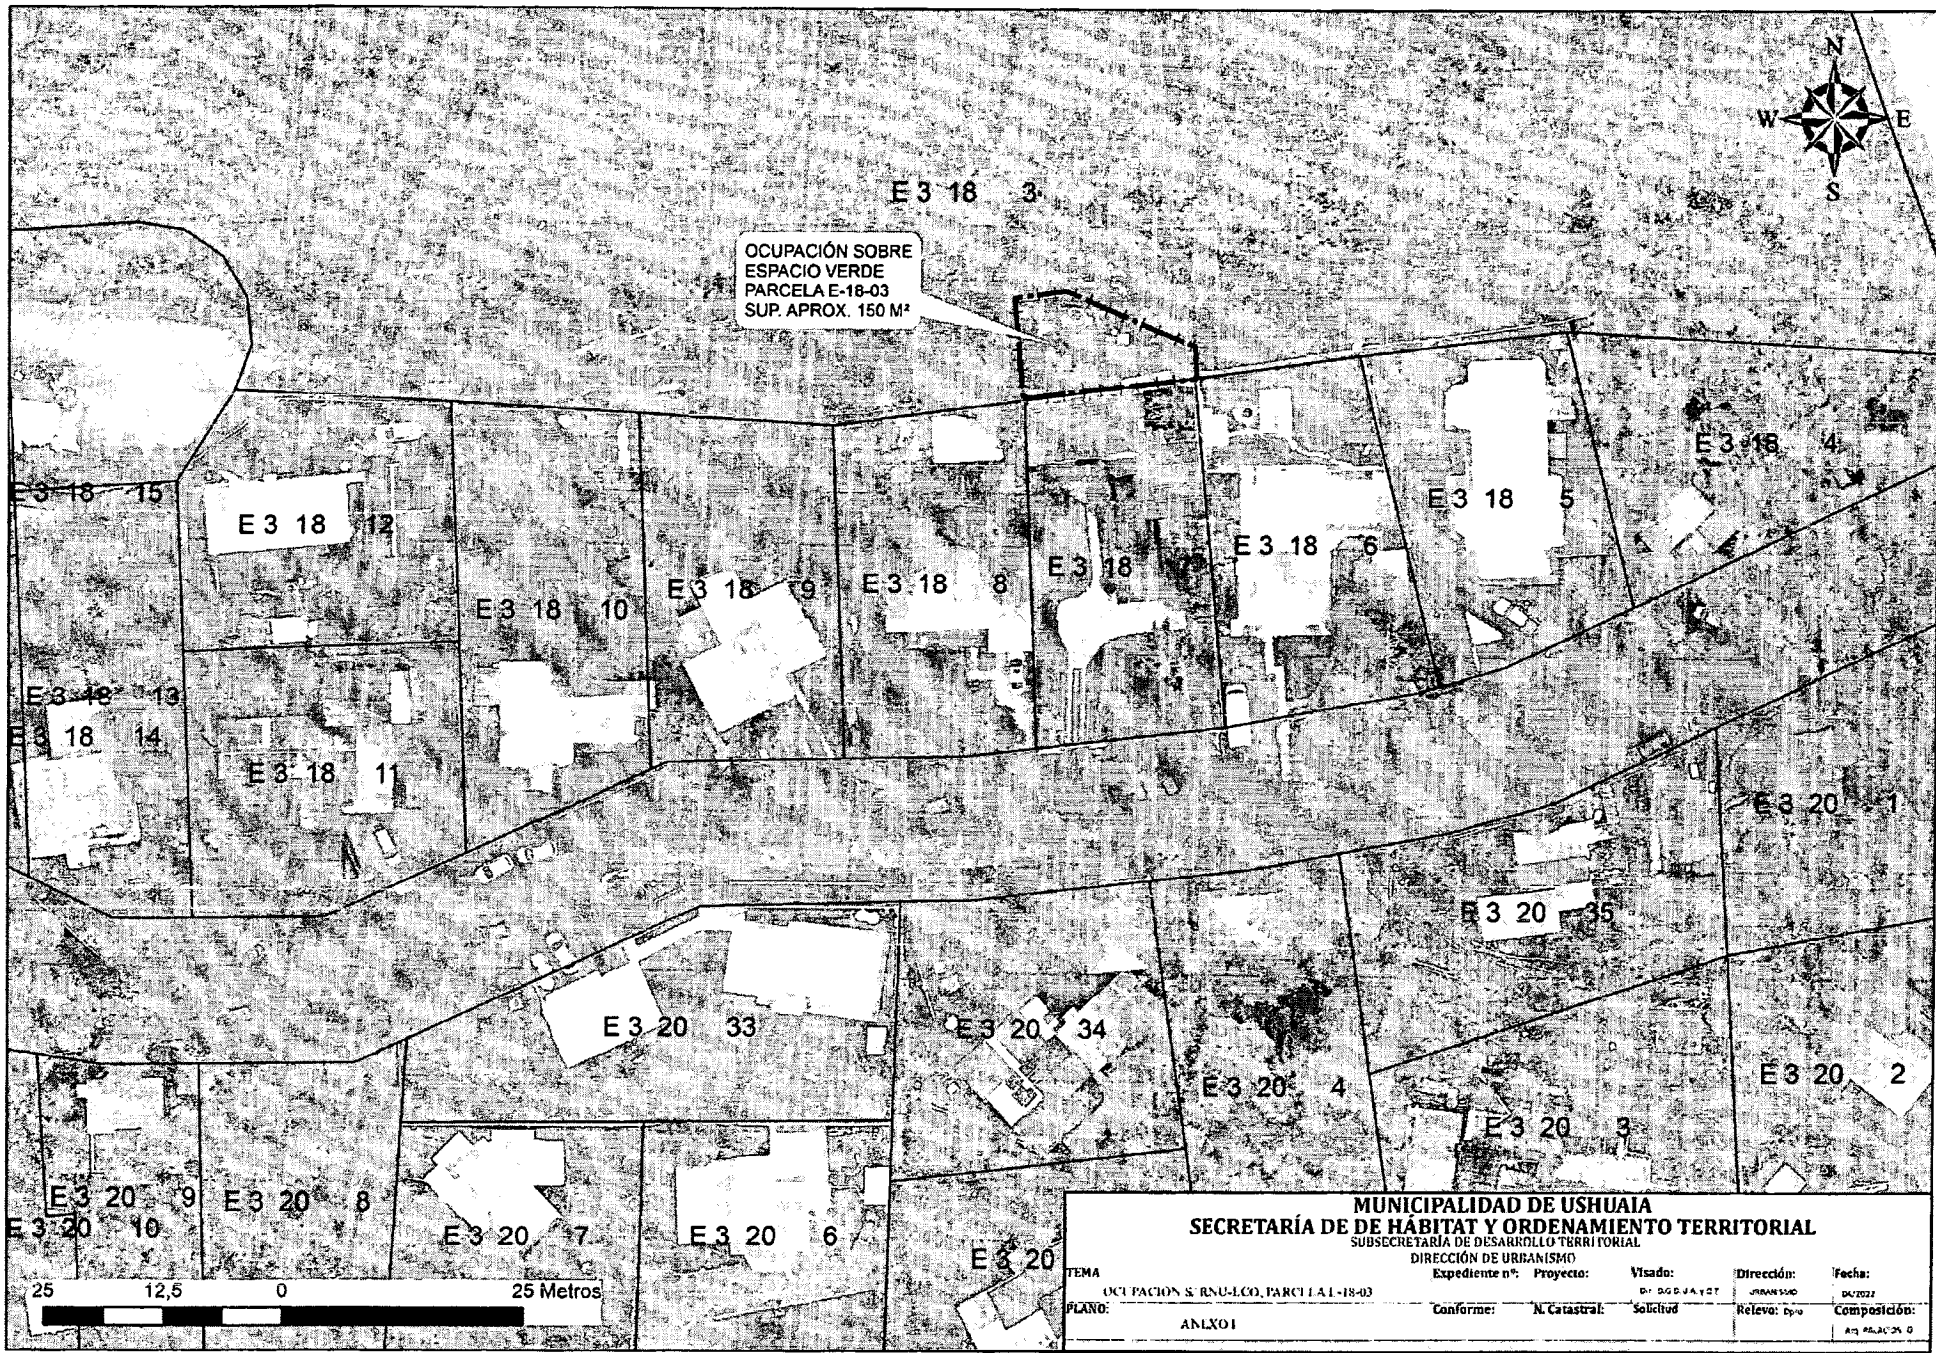 N
W E
S
E 3 18 3
OCUPACIÓN SOBRE
ESPACIO VERDE
PARCELA E-18-03
SUP. APROX. 150 M²
E 3 18 4
E 3 18 15
E 3 18 12
E 3 18 5
E 3 18 6
E 3 18 9
E 3 18 8
E 3 18 7
E 3 18 10
E 3 18 13
E 3 18 14
E 3 18 11
E 3 20 1
E 3 20 35
E 3 20 33
E 3 20 34
E 3 20 4
E 3 20 2
E 3 20 3
E 3 20 9
E 3 20 8
E 3 20 10
E 3 20 7
E 3 20 6
E 3 20
25 12,5 0 25 Metros
MUNICIPALIDAD DE USHUAIA
SECRETARÍA DE DE HÁBITAT Y ORDENAMIENTO TERRITORIAL
SUBSECRETARÍA DE DESARROLLO TERRITORIAL
DIRECCIÓN DE URBANISMO
TEMA Expediente nº: Proyecto: Visado: Dirección: Fecha:
OCUPACIÓN S. PARCELA E-18-03 URBANISMO
PLANO: Conforme: N. Catastral: Solicitud Relevo: Composición:
ANEXO I